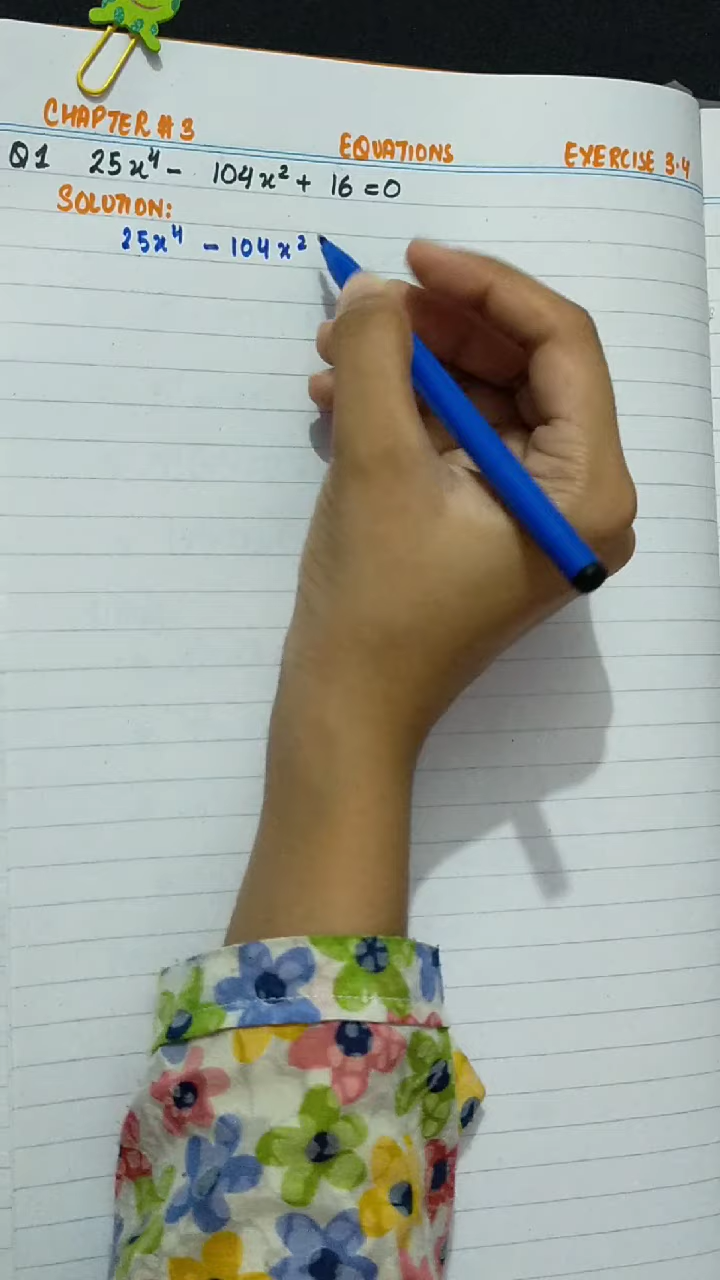 CHAPTER # 3 EQUATIONS EXERCISE 3.4
Q1 25x⁴ - 104x² + 16 = 0
SOLUTION:
25x⁴ - 104x²